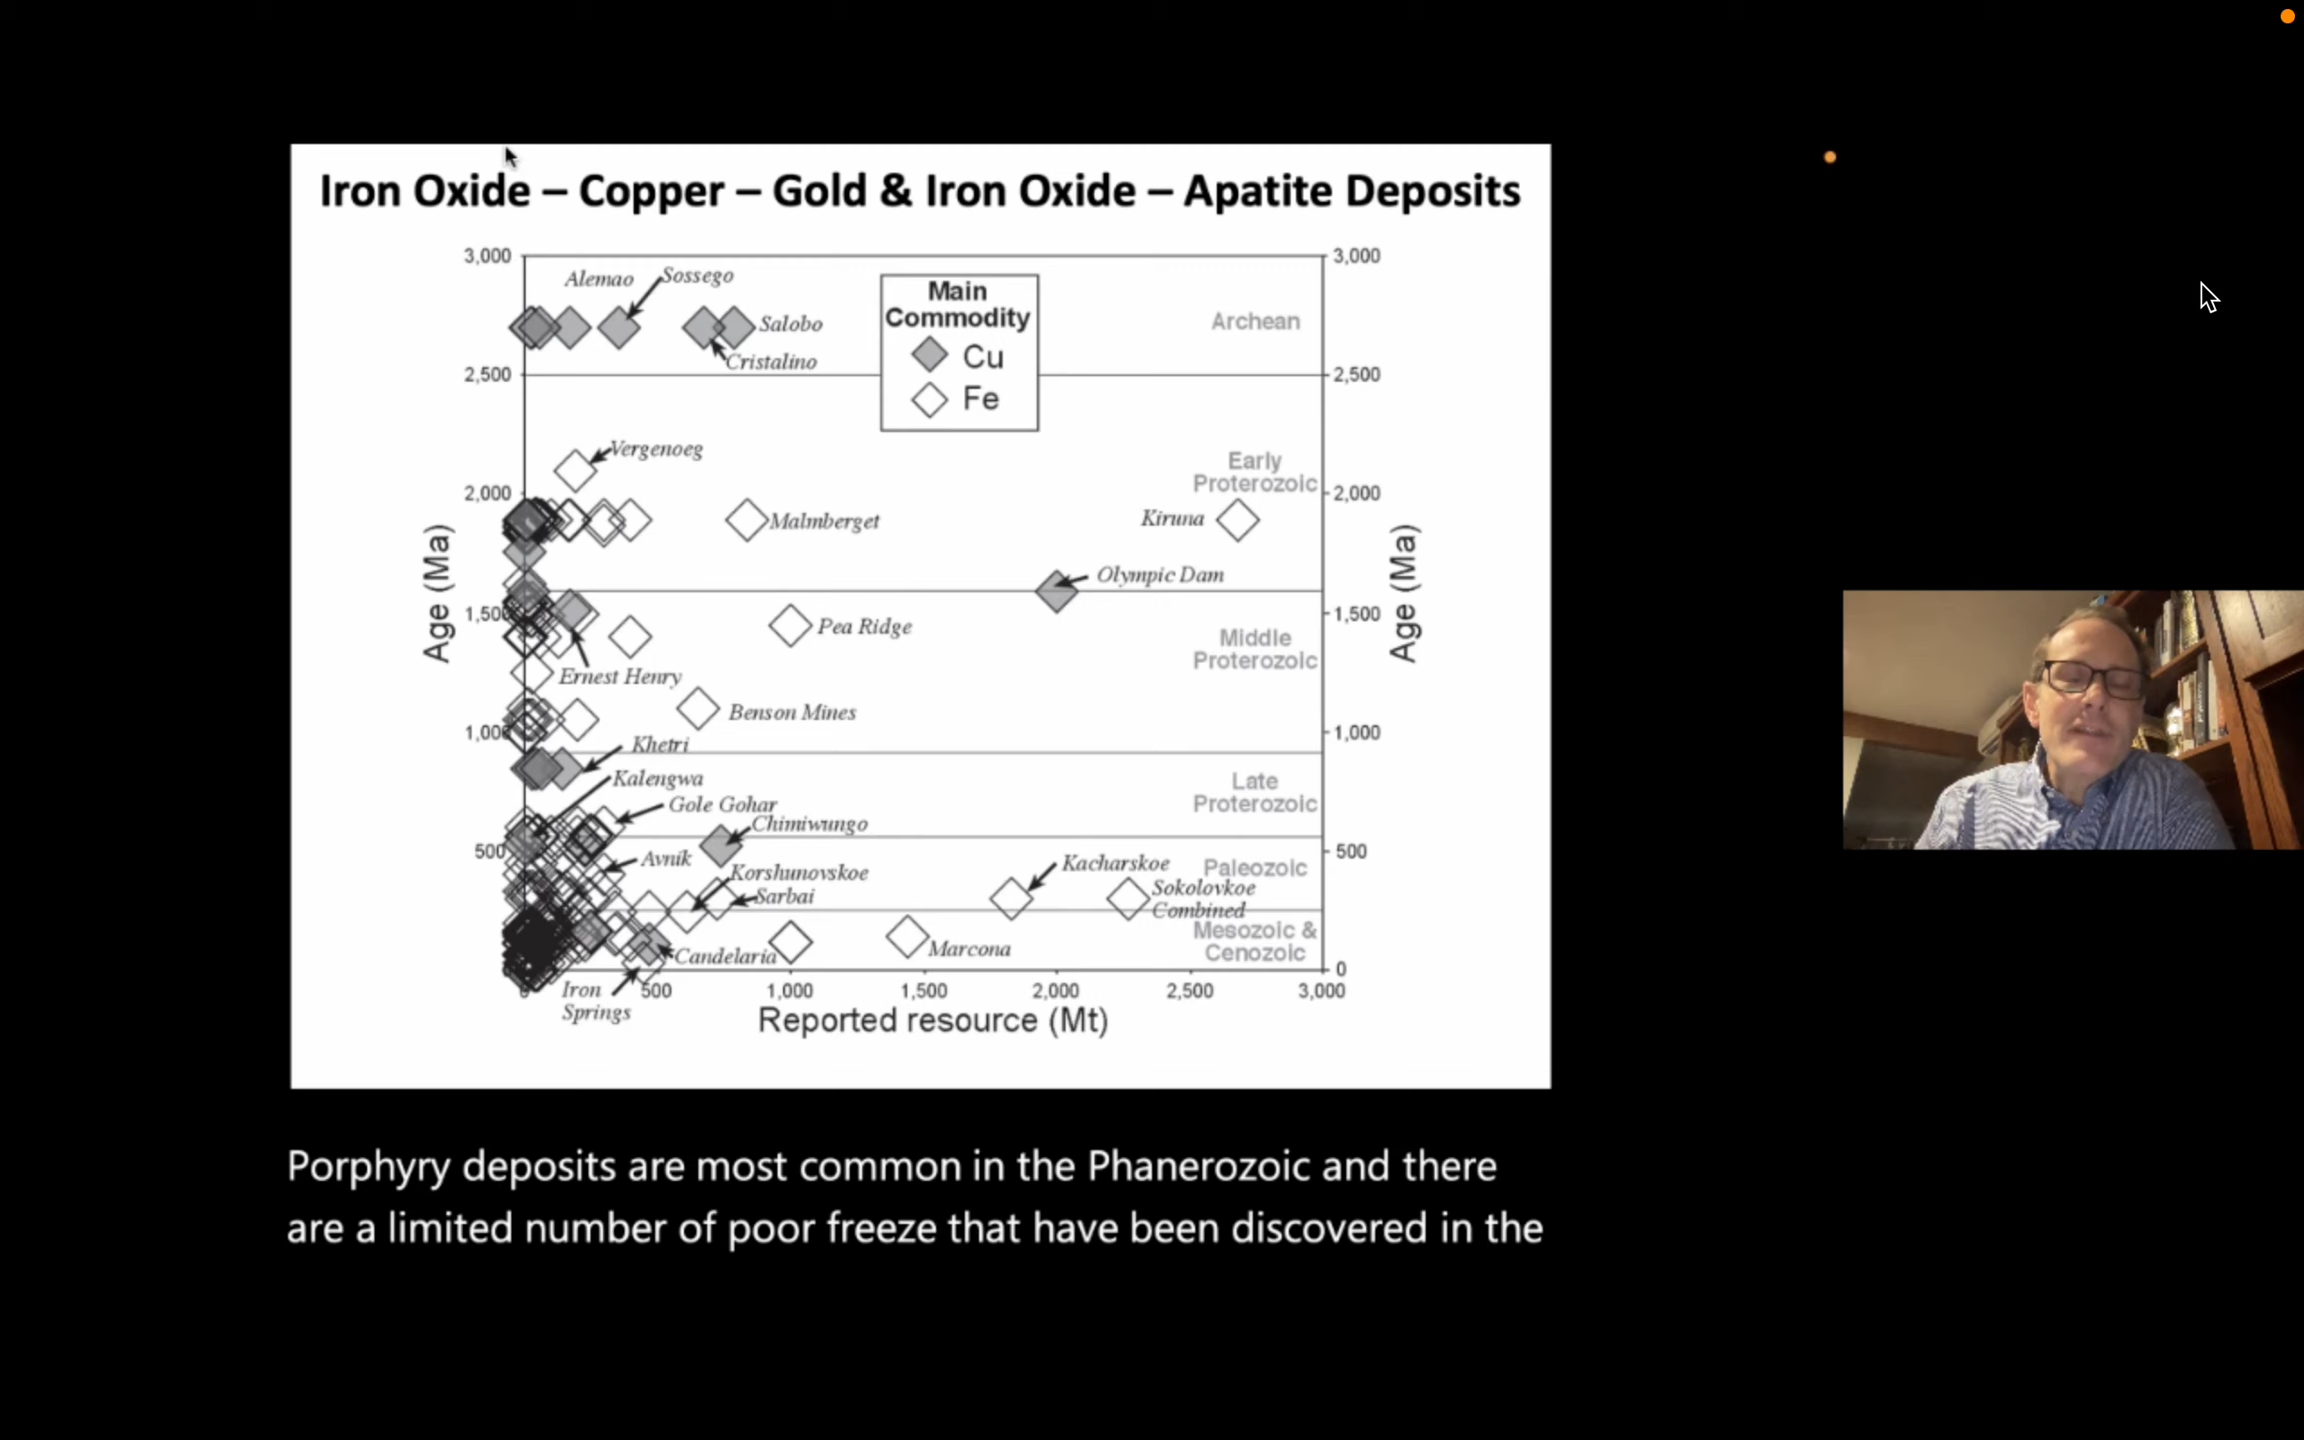 Iron Oxide – Copper – Gold & Iron Oxide – Apatite Deposits
3,000
3,000
Alemao
Sossego
Main
Commodity
Cu
Fe
Salobo
Cristalino
Archean
2,500
2,500
Vergenoeg
Early
Proterozoic
2,000
2,000
Malmberget
Kiruna
Olympic Dam
Age (Ma)
Age (Ma)
1,500
1,500
Pea Ridge
Middle
Proterozoic
Ernest Henry
Benson Mines
1,000
1,000
Khetri
Kalengwa
Late
Proterozoic
Gole Gohar
Chimiwungo
500
500
Avnik
Korshunovskoe
Sarbai
Kacharskoe
Paleozoic
Sokolovkoe
Combined
Mesozoic &
Cenozoic
Candelaria
Marcona
0
Iron
Springs
0
500
1,000
1,500
2,000
2,500
3,000
Reported resource (Mt)
Porphyry deposits are most common in the Phanerozoic and there
are a limited number of poor freeze that have been discovered in the